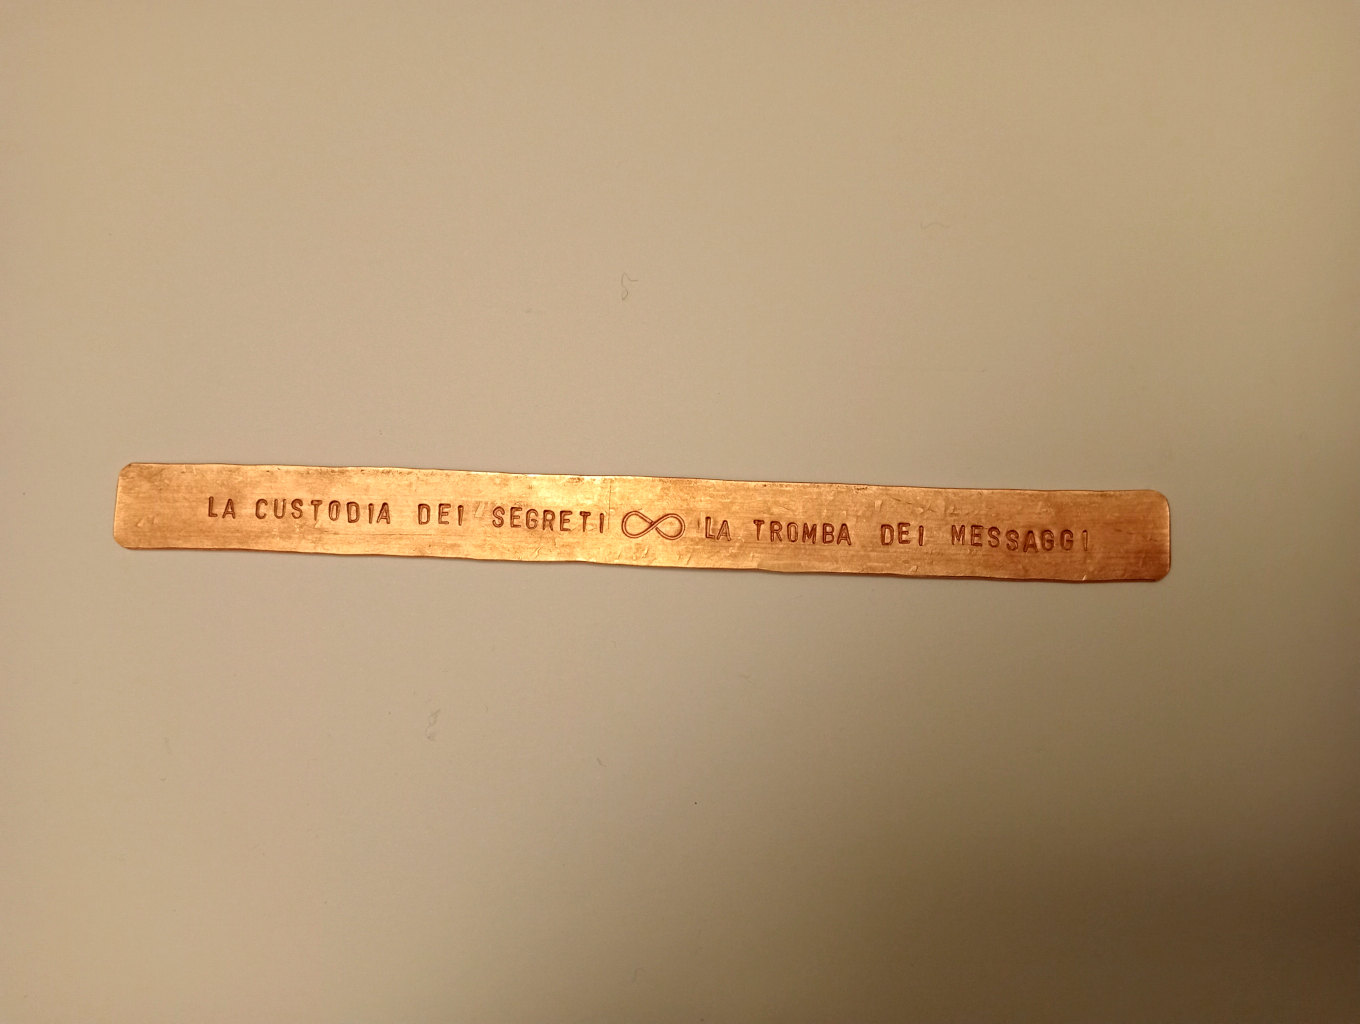 LA CUSTODIA DEI SEGRETI ∞ LA TROMBA DEI MESSAGGI